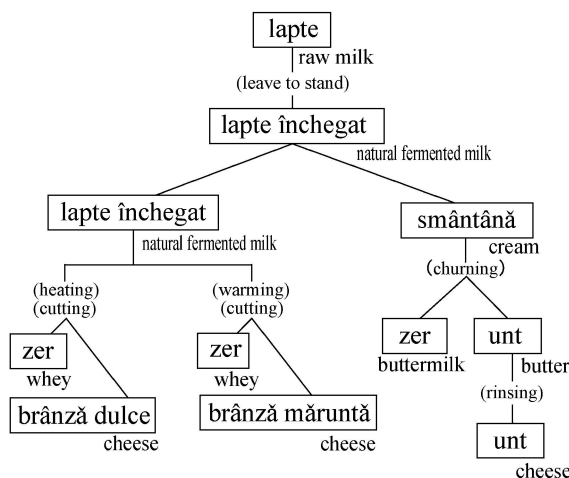 lapte
raw milk
(leave to stand)
lapte închegat
natural fermented milk
lapte închegat
natural fermented milk
smântână
cream
(churning)
(heating)
(cutting)
(warming)
(cutting)
zer
whey
brânză dulce
cheese
zer
whey
brânză măruntă
cheese
zer
buttermilk
unt
butter
(rinsing)
unt
cheese